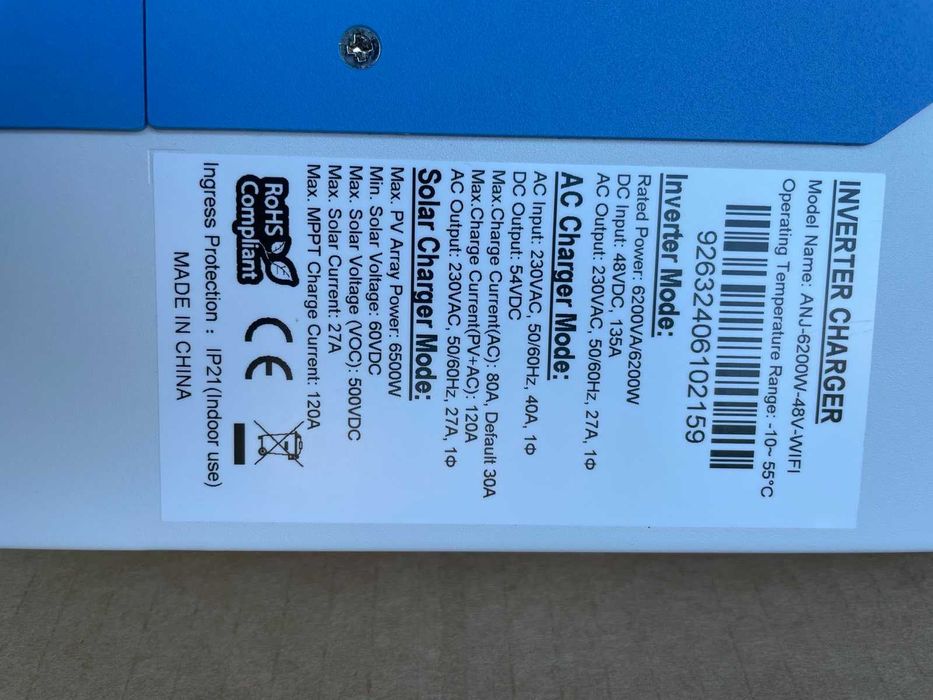 INVERTER CHARGER
Model Name: ANJ-6200W-48V-WIFI
Operating Temperature Range: -10~ 55°C
92632406102159
Inverter Mode:
Rated Power: 6200VA/6200W
DC Input: 48VDC, 135A
AC Output: 230VAC, 50/60Hz, 27A, 1Φ
AC Charger Mode:
AC Input: 230VAC, 50/60Hz, 40A, 1Φ
DC Output: 54VDC
Max.Charge Current(AC): 80A, Default 30A
Max.Charge Current(PV+AC): 120A
AC Output: 230VAC, 50/60Hz, 27A, 1Φ
Solar Charger Mode:
Max. PV Array Power: 6500W
Min. Solar Voltage: 60VDC
Max. Solar Voltage (VOC): 500VDC
Max. Solar Current: 27A
Max. MPPT Charge Current: 120A
RoHS
Compliant
CE
Ingress Protection : IP21(Indoor use)
MADE IN CHINA